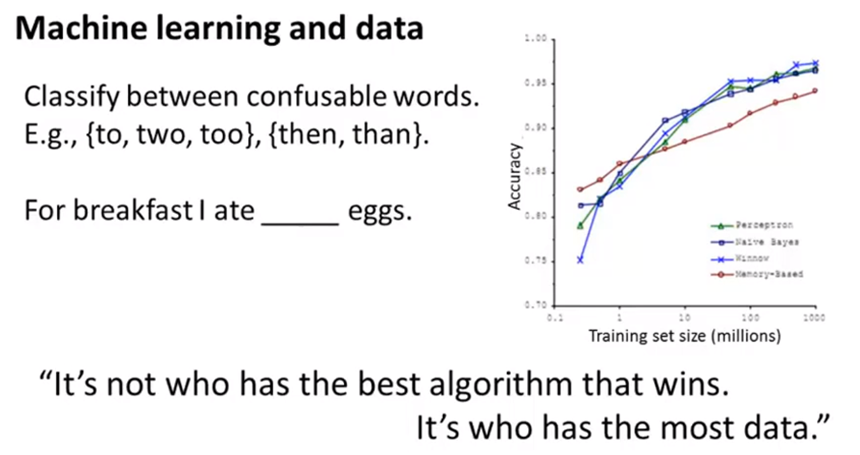 Machine learning and data
Classify between confusable words.
E.g., {to, two, too}, {then, than}.
For breakfast I ate _____ eggs.
1.00
0.95
0.90
0.85
0.80
0.75
0.70
Accuracy
Perceptron
Naive Bayes
Winnow
Memory-Based
0.1
1
10
100
1000
Training set size (millions)
“It’s not who has the best algorithm that wins.
It’s who has the most data.”